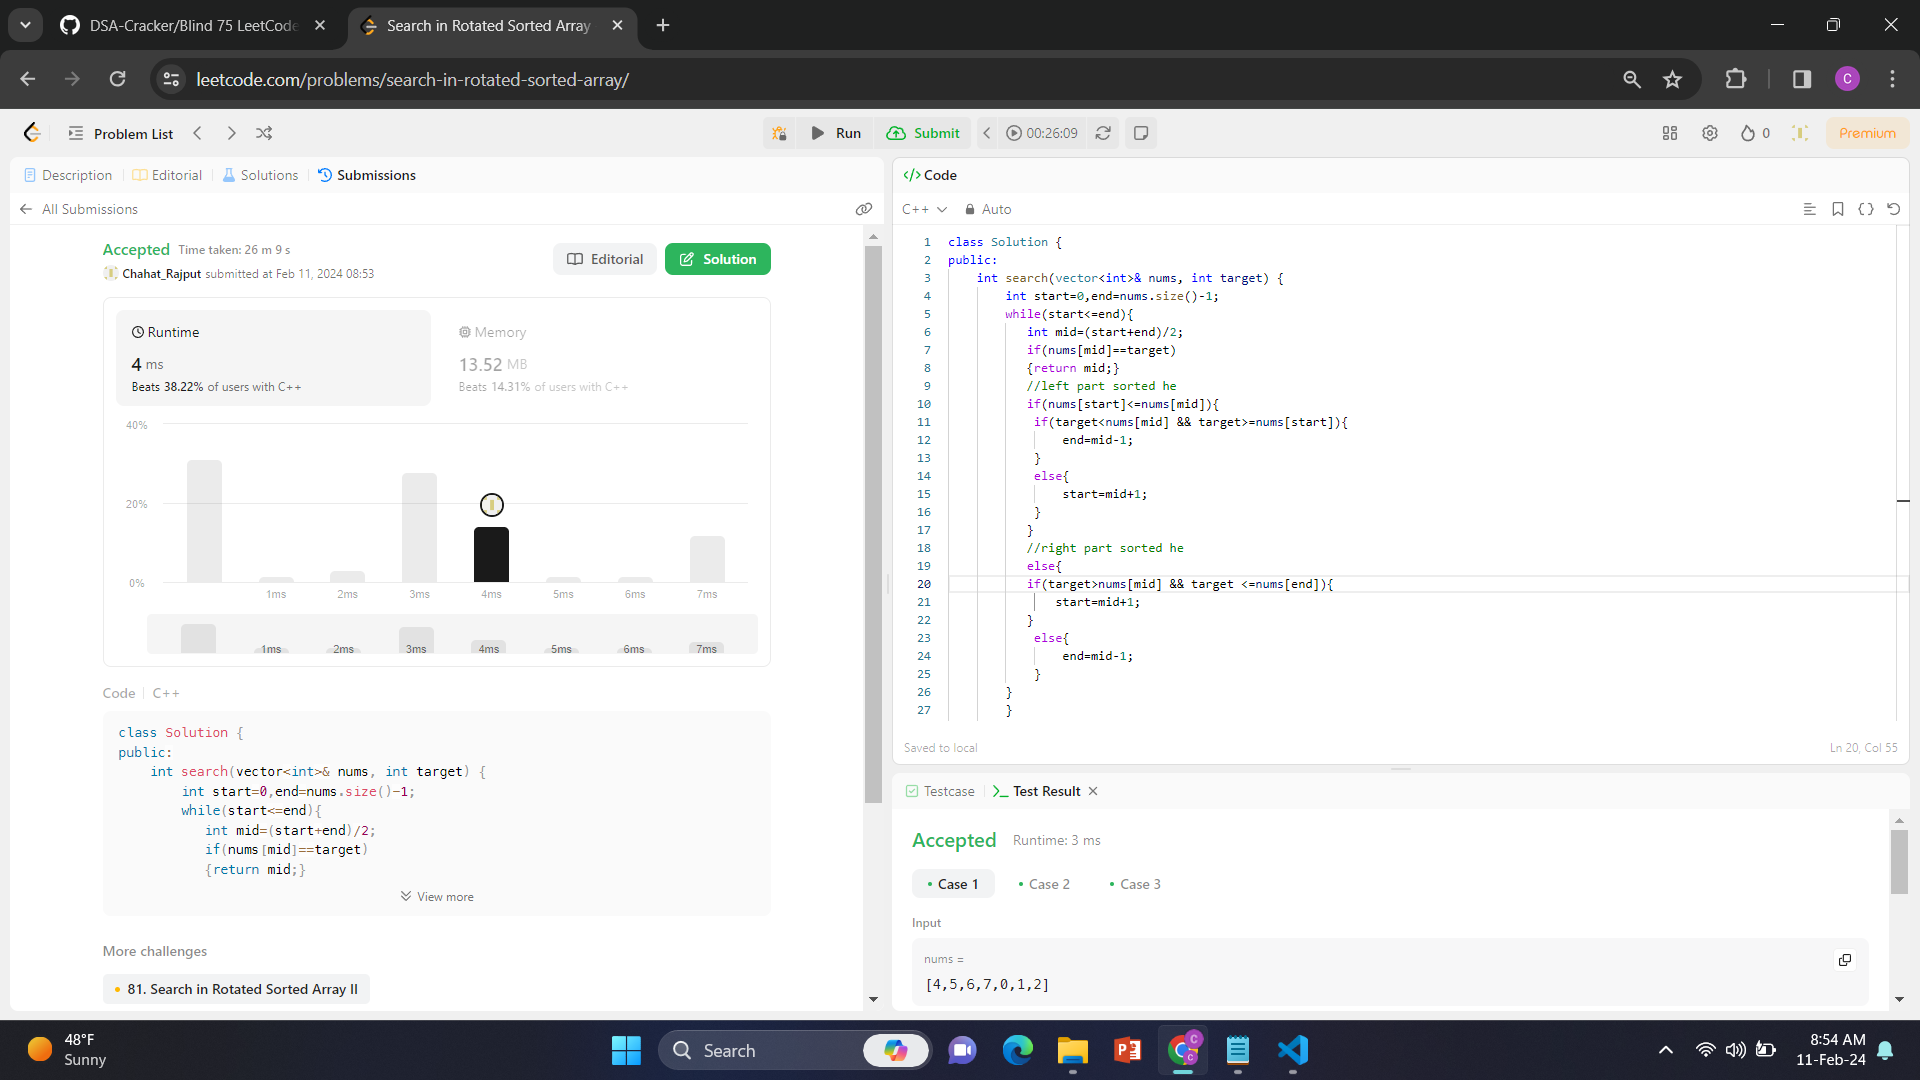 DSA-Cracker/Blind 75 LeetCode
Search in Rotated Sorted Array
leetcode.com/problems/search-in-rotated-sorted-array/
C
Problem List
Run
Submit
00:26:09
0
Premium
Description
Editorial
Solutions
Submissions
All Submissions
Accepted Time taken: 26 m 9 s
Chahat_Rajput submitted at Feb 11, 2024 08:53
Editorial
Solution
Runtime
4 ms
Beats 38.22% of users with C++
Memory
13.52 MB
Beats 14.31% of users with C++
40%
20%
0%
1ms 2ms 3ms 4ms 5ms 6ms 7ms
1ms 2ms 3ms 4ms 5ms 6ms 7ms
Code C++
class Solution {
public:
    int search(vector<int>& nums, int target) {
        int start=0,end=nums.size()-1;
        while(start<=end){
           int mid=(start+end)/2;
           if(nums[mid]==target)
           {return mid;}
View more
More challenges
81. Search in Rotated Sorted Array II
</> Code
C++
Auto
1 class Solution {
2 public:
3     int search(vector<int>& nums, int target) {
4         int start=0,end=nums.size()-1;
5         while(start<=end){
6            int mid=(start+end)/2;
7            if(nums[mid]==target)
8            {return mid;}
9            //left part sorted he
10            if(nums[start]<=nums[mid]){
11             if(target<nums[mid] && target>=nums[start]){
12                 end=mid-1;
13             }
14             else{
15                 start=mid+1;
16             }
17            }
18            //right part sorted he
19            else{
20            if(target>nums[mid] && target <=nums[end]){
21                start=mid+1;
22            }
23             else{
24                 end=mid-1;
25             }
26         }
27         }
Saved to local
Ln 20, Col 55
Testcase
Test Result
Accepted Runtime: 3 ms
Case 1
Case 2
Case 3
Input
nums =
[4,5,6,7,0,1,2]
48°F
Sunny
Search
8:54 AM
11-Feb-24